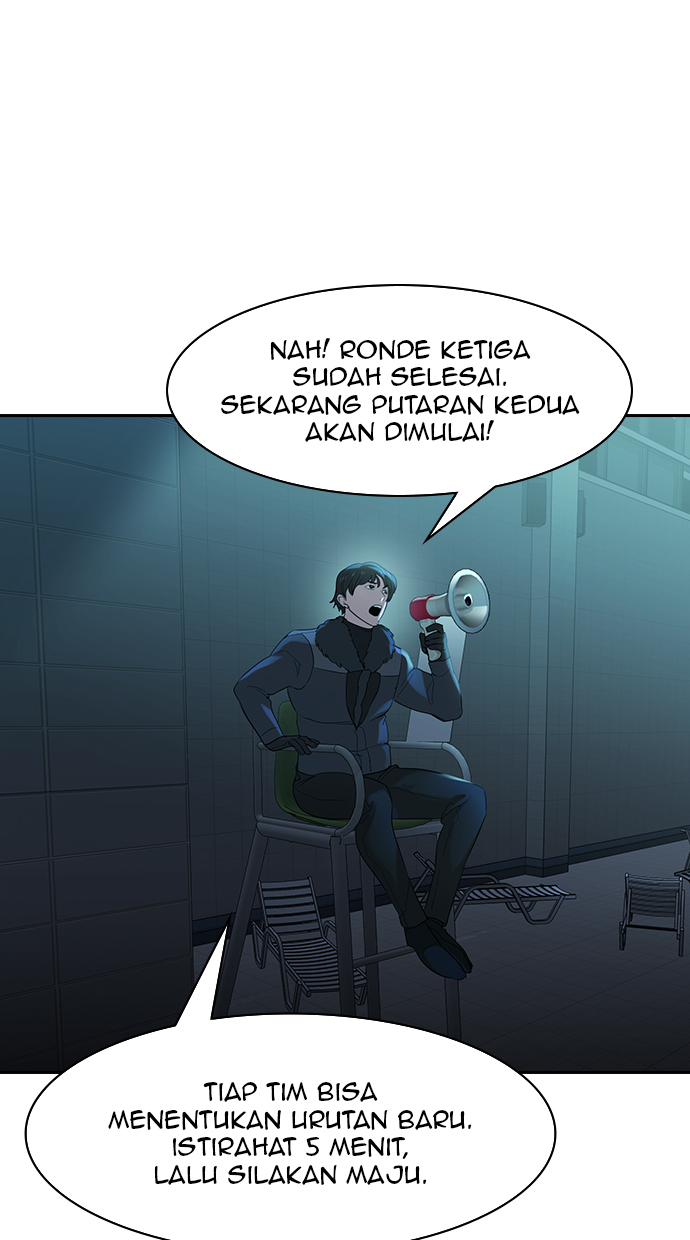 NAH! RONDE KETIGA
SUDAH SELESAI.
SEKARANG PUTARAN KEDUA
AKAN DIMULAI!
TIAP TIM BISA
MENENTUKAN URUTAN BARU.
ISTIRAHAT 5 MENIT,
LALU SILAKAN MAJU.